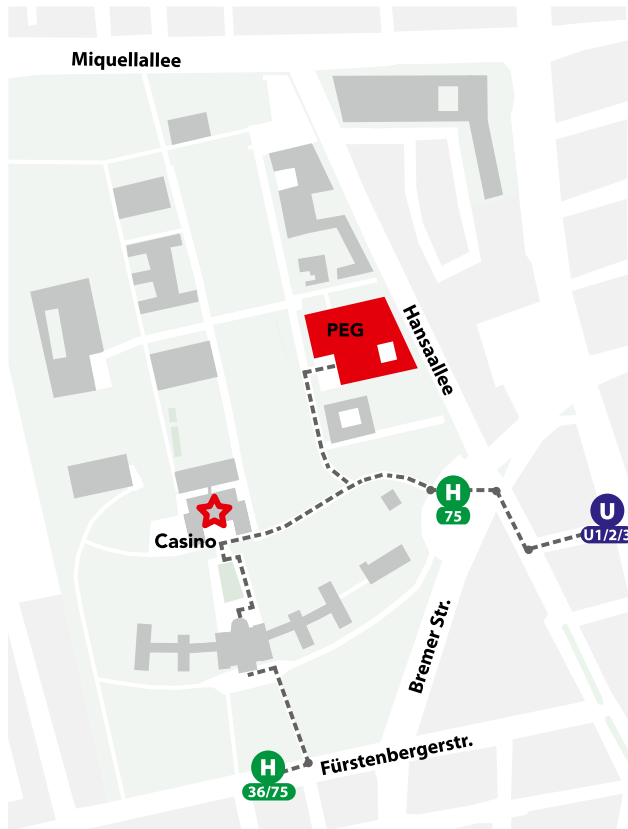 Miquellallee
PEG
Hansaallee
H
75
U
U1/2/3
Casino
Bremer Str.
Fürstenbergerstr.
H
36/75